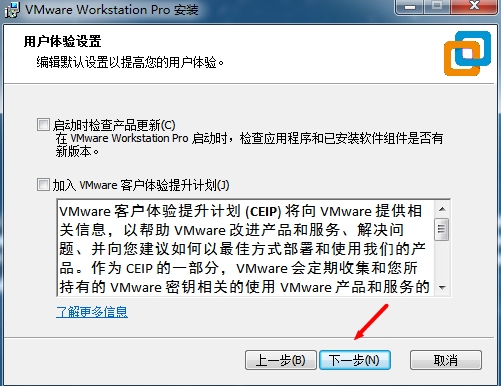 VMware Workstation Pro 安装
用户体验设置
编辑默认设置以提高您的用户体验。
启动时检查产品更新(C)
在 VMware Workstation Pro 启动时，检查应用程序和已安装软件组件是否有
新版本。
加入 VMware 客户体验提升计划(J)
VMware 客户体验提升计划 (CEIP) 将向 VMware 提供相
关信息，以帮助 VMware 改进产品和服务、解决问
题、并向您建议如何以最佳方式部署和使用我们的产
品。作为 CEIP 的一部分，VMware 会定期收集和您所
持有的 VMware 密钥相关的使用 VMware 产品和服务的
了解更多信息
上一步(B)
下一步(N)
取消